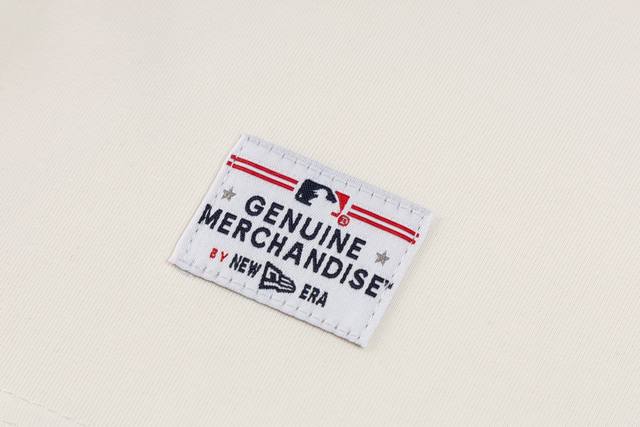 GENUINE
MERCHANDISE™
BY NEW ERA